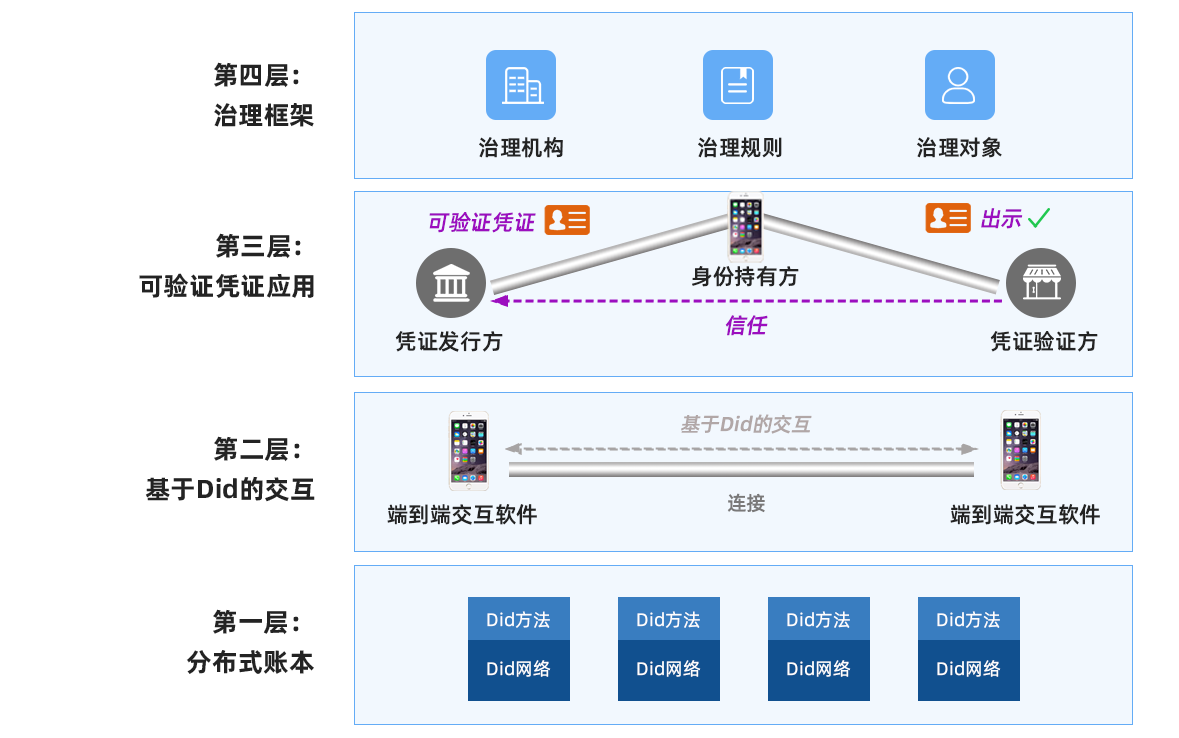 第四层：
治理框架
治理机构
治理规则
治理对象
第三层：
可验证凭证应用
可验证凭证
出示
身份持有方
信任
凭证发行方
凭证验证方
第二层：
基于Did的交互
基于Did的交互
连接
端到端交互软件
端到端交互软件
第一层：
分布式账本
Did方法
Did方法
Did方法
Did方法
Did网络
Did网络
Did网络
Did网络